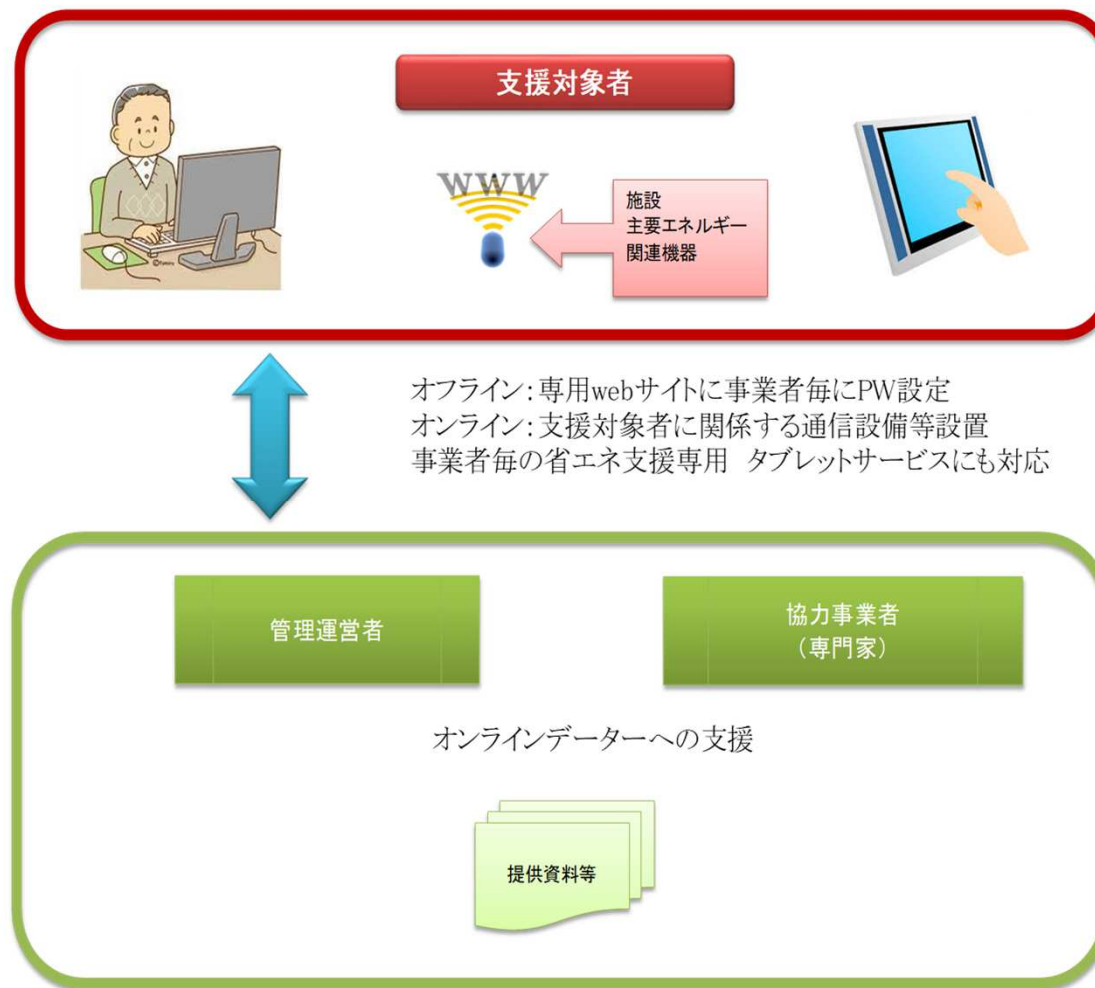 支援対象者
WWW
施設
主要エネルギー
関連機器
オフライン：専用webサイトに事業者毎にPW設定
オンライン：支援対象者に関係する通信設備等設置
事業者毎の省エネ支援専用 タブレットサービスにも対応
管理運営者
協力事業者
（専門家）
オンラインデーターへの支援
提供資料等